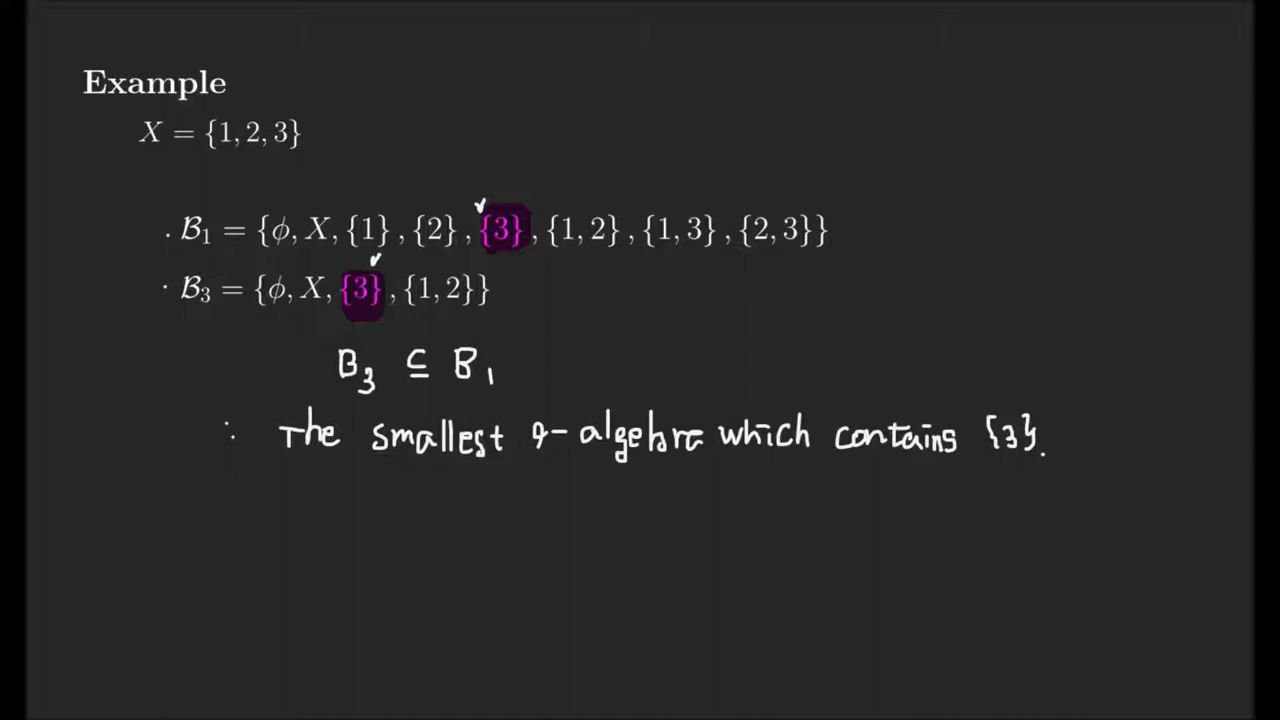 Example
X = {1, 2, 3}
· ℬ₁ = {ϕ, X, {1}, {2}, {3}, {1, 2}, {1, 3}, {2, 3}}
· ℬ₃ = {ϕ, X, {3}, {1, 2}}
B₃ ⊆ B₁
∴ The smallest σ-algebra which contains {3}.